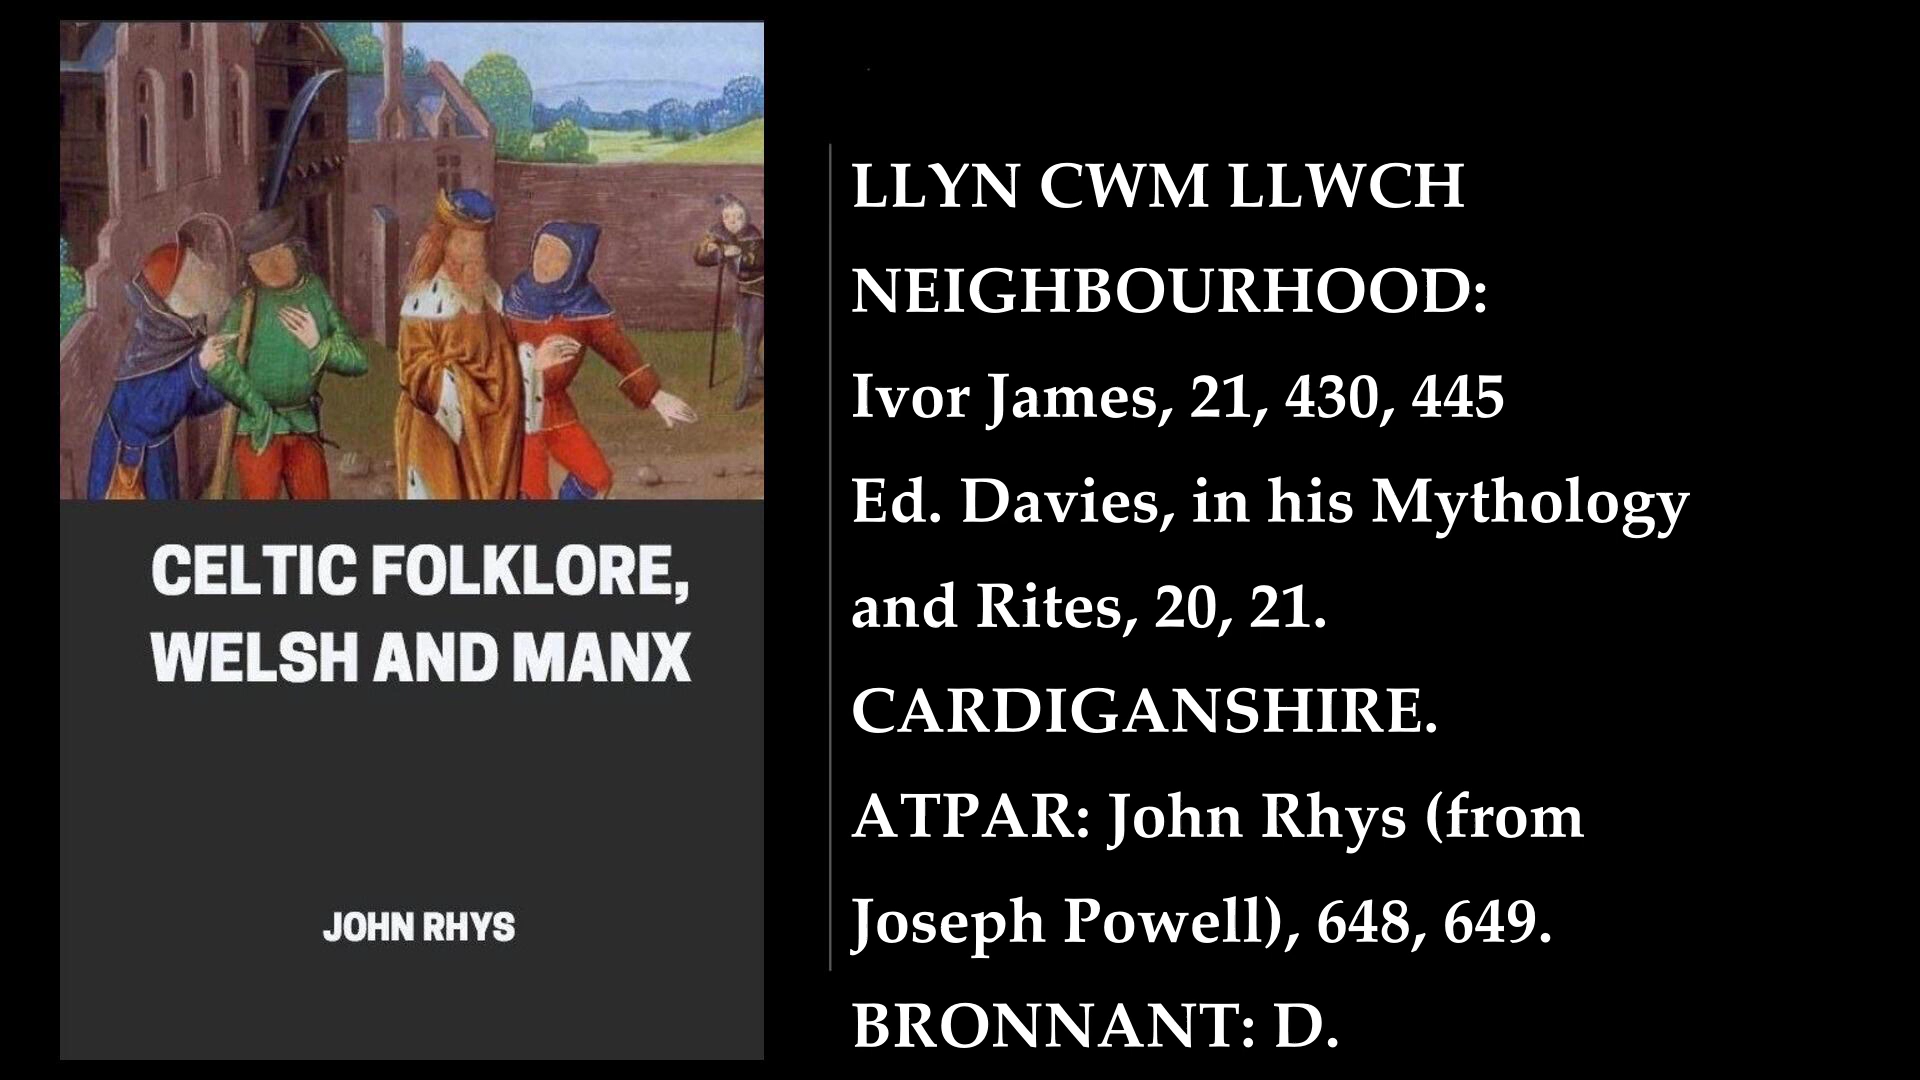 CELTIC FOLKLORE,
WELSH AND MANX
JOHN RHYS
LLYN CWM LLWCH
NEIGHBOURHOOD:
Ivor James, 21, 430, 445
Ed. Davies, in his Mythology
and Rites, 20, 21.
CARDIGANSHIRE.
ATPAR: John Rhys (from
Joseph Powell), 648, 649.
BRONNANT: D.